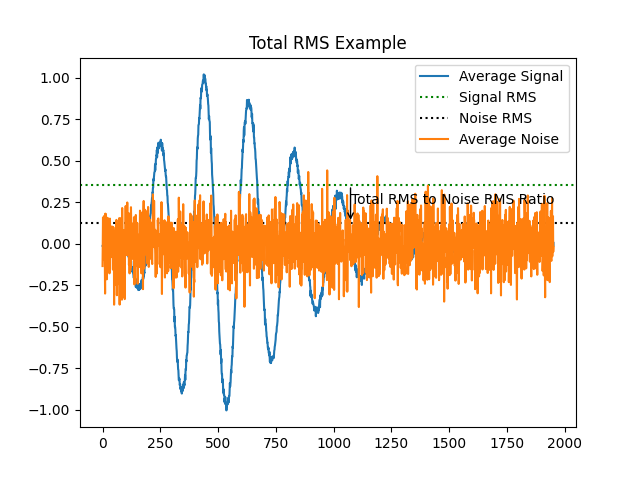 Total RMS Example
1.00
0.75
0.50
0.25
0.00
−0.25
−0.50
−0.75
−1.00
Average Signal
Signal RMS
Noise RMS
Average Noise
Total RMS to Noise RMS Ratio
0 250 500 750 1000 1250 1500 1750 2000